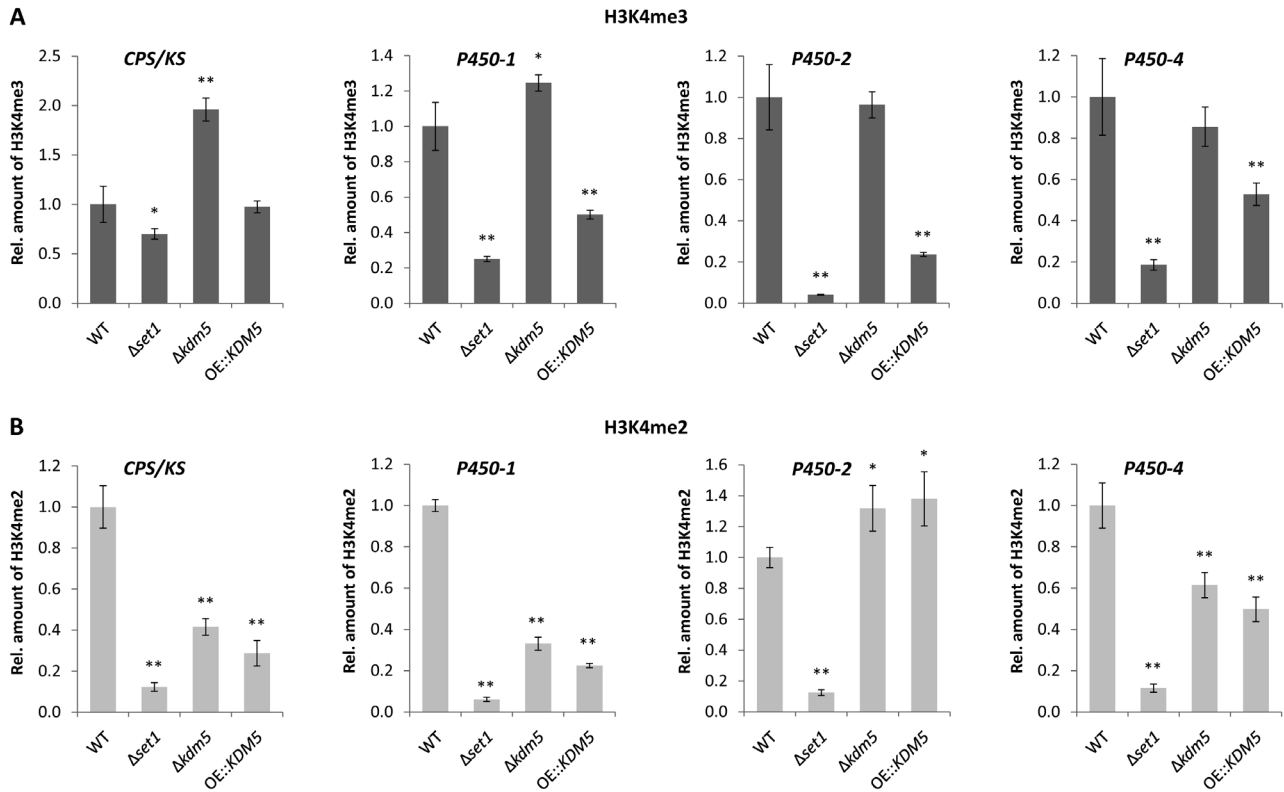 A
H3K4me3
CPS/KS
P450-1
P450-2
P450-4
Rel. amount of H3K4me3
2.5
2.0
1.5
1.0
0.5
0.0
*
**
WT
Δset1
Δkdm5
OE::KDM5
Rel. amount of H3K4me3
1.4
1.2
1.0
0.8
0.6
0.4
0.2
0.0
**
*
**
WT
Δset1
Δkdm5
OE::KDM5
Rel. amount of H3K4me3
1.2
1.0
0.8
0.6
0.4
0.2
0.0
**
**
WT
Δset1
Δkdm5
OE::KDM5
Rel. amount of H3K4me3
1.2
1.0
0.8
0.6
0.4
0.2
0.0
**
**
WT
Δset1
Δkdm5
OE::KDM5
B
H3K4me2
CPS/KS
P450-1
P450-2
P450-4
Rel. amount of H3K4me2
1.2
1.0
0.8
0.6
0.4
0.2
0.0
**
**
**
WT
Δset1
Δkdm5
OE::KDM5
Rel. amount of H3K4me2
1.2
1.0
0.8
0.6
0.4
0.2
0.0
**
**
**
WT
Δset1
Δkdm5
OE::KDM5
Rel. amount of H3K4me2
1.6
1.4
1.2
1.0
0.8
0.6
0.4
0.2
0.0
**
*
*
WT
Δset1
Δkdm5
OE::KDM5
Rel. amount of H3K4me2
1.2
1.0
0.8
0.6
0.4
0.2
0.0
**
**
**
WT
Δset1
Δkdm5
OE::KDM5